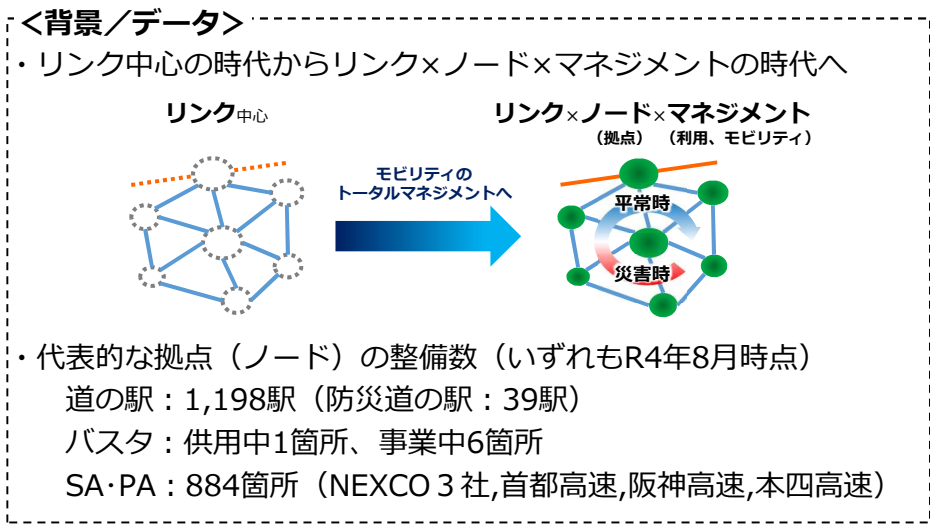 <背景／データ>
・リンク中心の時代からリンク×ノード×マネジメントの時代へ
リンク中心
リンク×ノード×マネジメント
（拠点）（利用、モビリティ）
モビリティの
トータルマネジメントへ
平常時
災害時
・代表的な拠点（ノード）の整備数（いずれもR4年8月時点）
道の駅：1,198駅（防災道の駅：39駅）
バスタ：供用中1箇所、事業中6箇所
SA･PA：884箇所（NEXCO３社,首都高速,阪神高速,本四高速）